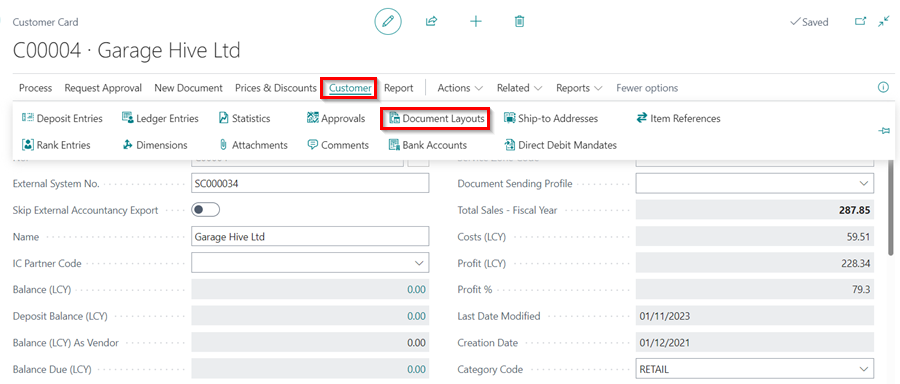 Customer Card
Saved
C00004 · Garage Hive Ltd
Process Request Approval New Document Prices & Discounts Customer Report Actions Related Reports Fewer options
Deposit Entries Ledger Entries Statistics Approvals Document Layouts Ship-to Addresses Item References
Rank Entries Dimensions Attachments Comments Bank Accounts Direct Debit Mandates
External System No. SC000034
Document Sending Profile
Skip External Accountancy Export
Total Sales - Fiscal Year 287.85
Name Garage Hive Ltd
Costs (LCY) 59.51
IC Partner Code
Profit (LCY) 228.34
Balance (LCY) 0.00
Profit % 79.3
Deposit Balance (LCY) 0.00
Last Date Modified 01/11/2023
Balance (LCY) As Vendor 0.00
Creation Date 01/12/2021
Balance Due (LCY) 0.00
Category Code RETAIL